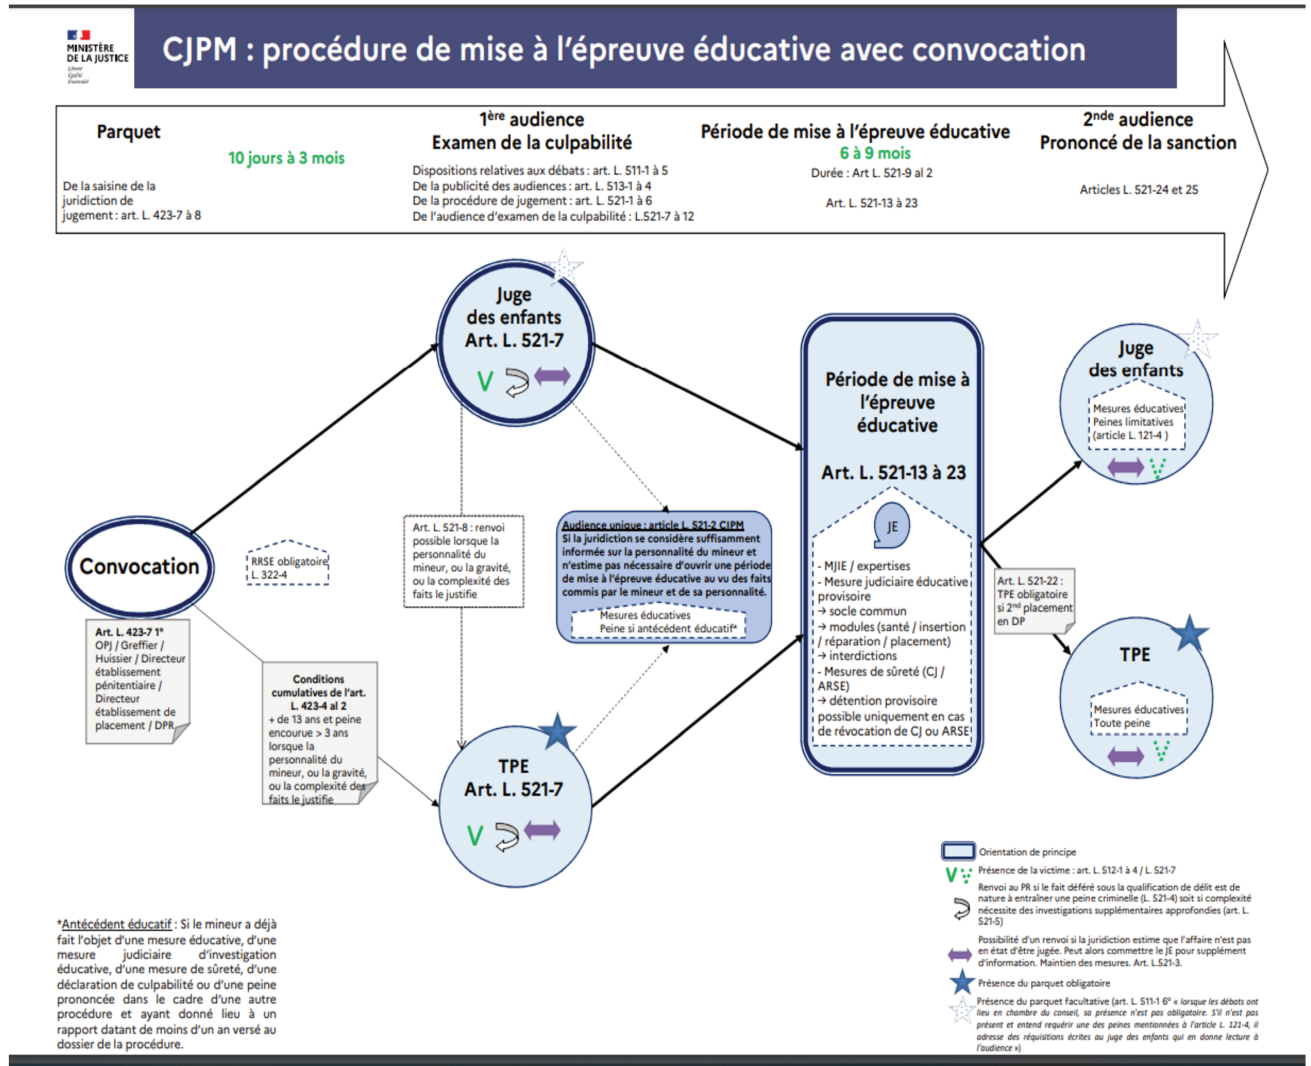 MINISTÈRE
DE LA JUSTICE
Liberté
Égalité
Fraternité
CJPM : procédure de mise à l'épreuve éducative avec convocation
Parquet
10 jours à 3 mois
De la saisine de la
juridiction de
jugement : art. L. 423-7 à 8
1ère audience
Examen de la culpabilité
Dispositions relatives aux débats : art. L. 511-1 à 5
De la publicité des audiences : art. L. 513-1 à 4
De la procédure de jugement : art. L. 521-1 à 6
De l'audience d'examen de la culpabilité : L.521-7 à 12
Période de mise à l'épreuve éducative
6 à 9 mois
Durée : Art L. 521-9 al 2
Art. L. 521-13 à 23
2nde audience
Prononcé de la sanction
Articles L. 521-24 et 25
Juge
des enfants
Art. L. 521-7
V
Convocation
RRSE obligatoire
L. 322-4
Art. L. 423-7 1°
OPJ / Greffier /
Huissier / Directeur
établissement
pénitentiaire /
Directeur
établissement de
placement / DPR
Conditions
cumulatives de l'art.
L. 423-4 al 2
+ de 13 ans et peine
encourue > 3 ans
lorsque la
personnalité du
mineur, ou la gravité,
ou la complexité des
faits le justifie
Art. L. 521-8 : renvoi
possible lorsque la
personnalité du
mineur, ou la gravité,
ou la complexité des
faits le justifie
Audience unique : article L. 521-2 CJPM
Si la juridiction se considère suffisamment
informée sur la personnalité du mineur et
n'estime pas nécessaire d'ouvrir une période
de mise à l'épreuve éducative au vu des faits
commis par le mineur et de sa personnalité.
Mesures éducatives
Peine si antécédent éducatif*
TPE
Art. L. 521-7
V
Période de mise à
l'épreuve
éducative
Art. L. 521-13 à 23
JE
- MJIE / expertises
- Mesure judiciaire éducative
provisoire
→ socle commun
→ modules (santé / insertion
/ réparation / placement)
→ interdictions
- Mesures de sûreté (CJ /
ARSE)
→ détention provisoire
possible uniquement en cas
de révocation de CJ ou ARSE
Juge
des enfants
Mesures éducatives
Peines limitatives
(article L. 121-4 )
V
Art. L. 521-22 :
TPE obligatoire
si 2nd placement
en DP
TPE
Mesures éducatives
Toute peine
V
Orientation de principe
V V Présence de la victime : art. L. 512-1 à 4 / L. 521-7
Renvoi au PR si le fait déféré sous la qualification de délit est de
nature à entraîner une peine criminelle (L. 521-4) soit si complexité
nécessite des investigations supplémentaires approfondies (art. L.
521-5)
Possibilité d'un renvoi si la juridiction estime que l'affaire n'est pas
en état d'être jugée. Peut alors commettre le JE pour supplément
d'information. Maintien des mesures. Art. L.521-3.
Présence du parquet obligatoire
Présence du parquet facultative (art. L. 511-1 6° « lorsque les débats ont
lieu en chambre du conseil, sa présence n'est pas obligatoire. S'il n'est pas
présent et entend requérir une des peines mentionnées à l'article L. 121-4, il
adresse des réquisitions écrites au juge des enfants qui en donne lecture à
l'audience »)
*Antécédent éducatif : Si le mineur a déjà
fait l'objet d'une mesure éducative, d'une
mesure judiciaire d'investigation
éducative, d'une mesure de sûreté, d'une
déclaration de culpabilité ou d'une peine
prononcée dans le cadre d'une autre
procédure et ayant donné lieu à un
rapport datant de moins d'un an versé au
dossier de la procédure.